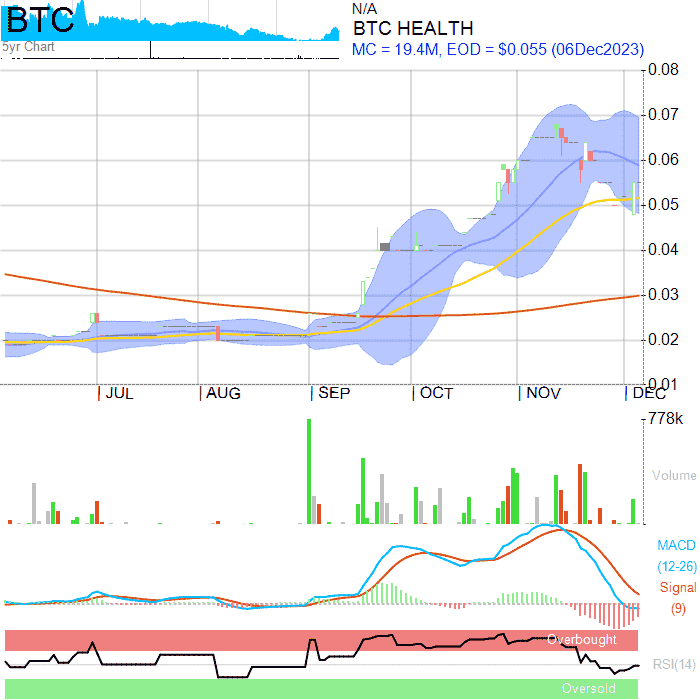 BTC
5yr Chart
N/A
BTC HEALTH
MC = 19.4M, EOD = $0.055 (06Dec2023)
0.08
0.07
0.06
0.05
0.04
0.03
0.02
0.01
JUL AUG SEP OCT NOV DEC
778k
Volume
MACD
(12-26)
Signal
(9)
Overbought
RSI(14)
Oversold